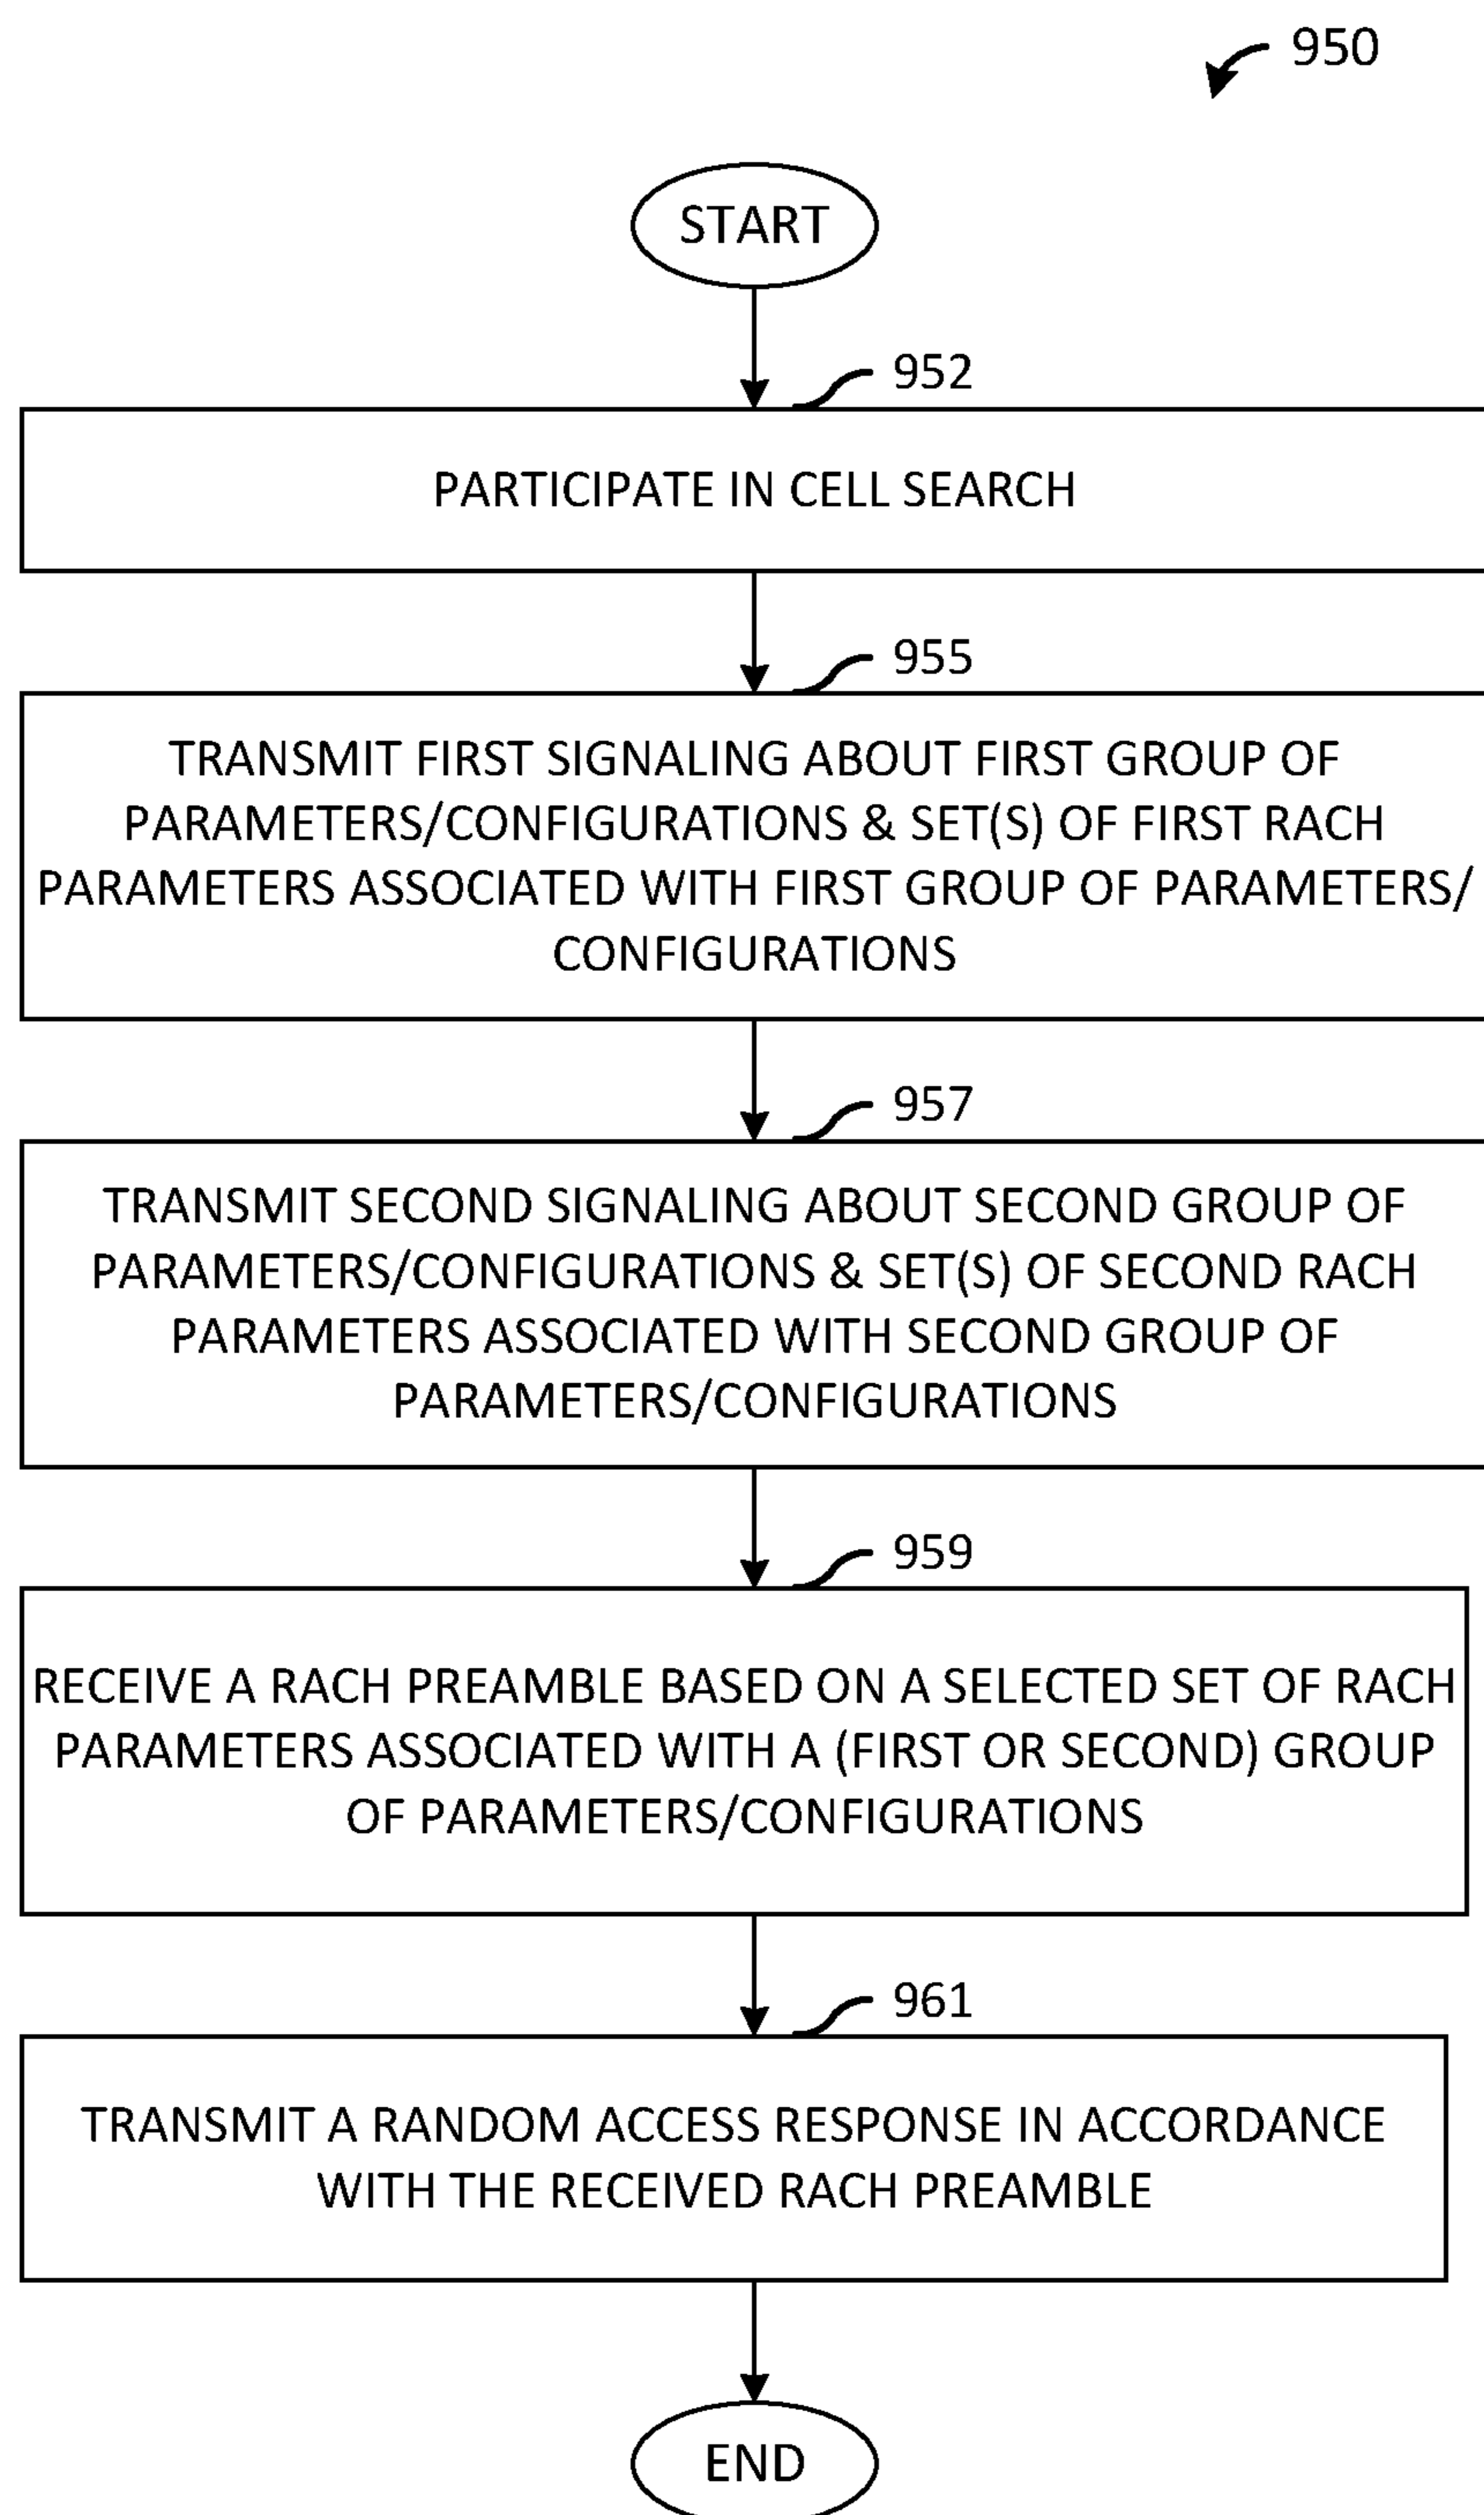 950
START
952
PARTICIPATE IN CELL SEARCH
955
TRANSMIT FIRST SIGNALING ABOUT FIRST GROUP OF
PARAMETERS/CONFIGURATIONS & SET(S) OF FIRST RACH
PARAMETERS ASSOCIATED WITH FIRST GROUP OF PARAMETERS/
CONFIGURATIONS
957
TRANSMIT SECOND SIGNALING ABOUT SECOND GROUP OF
PARAMETERS/CONFIGURATIONS & SET(S) OF SECOND RACH
PARAMETERS ASSOCIATED WITH SECOND GROUP OF
PARAMETERS/CONFIGURATIONS
959
RECEIVE A RACH PREAMBLE BASED ON A SELECTED SET OF RACH
PARAMETERS ASSOCIATED WITH A (FIRST OR SECOND) GROUP
OF PARAMETERS/CONFIGURATIONS
961
TRANSMIT A RANDOM ACCESS RESPONSE IN ACCORDANCE
WITH THE RECEIVED RACH PREAMBLE
END